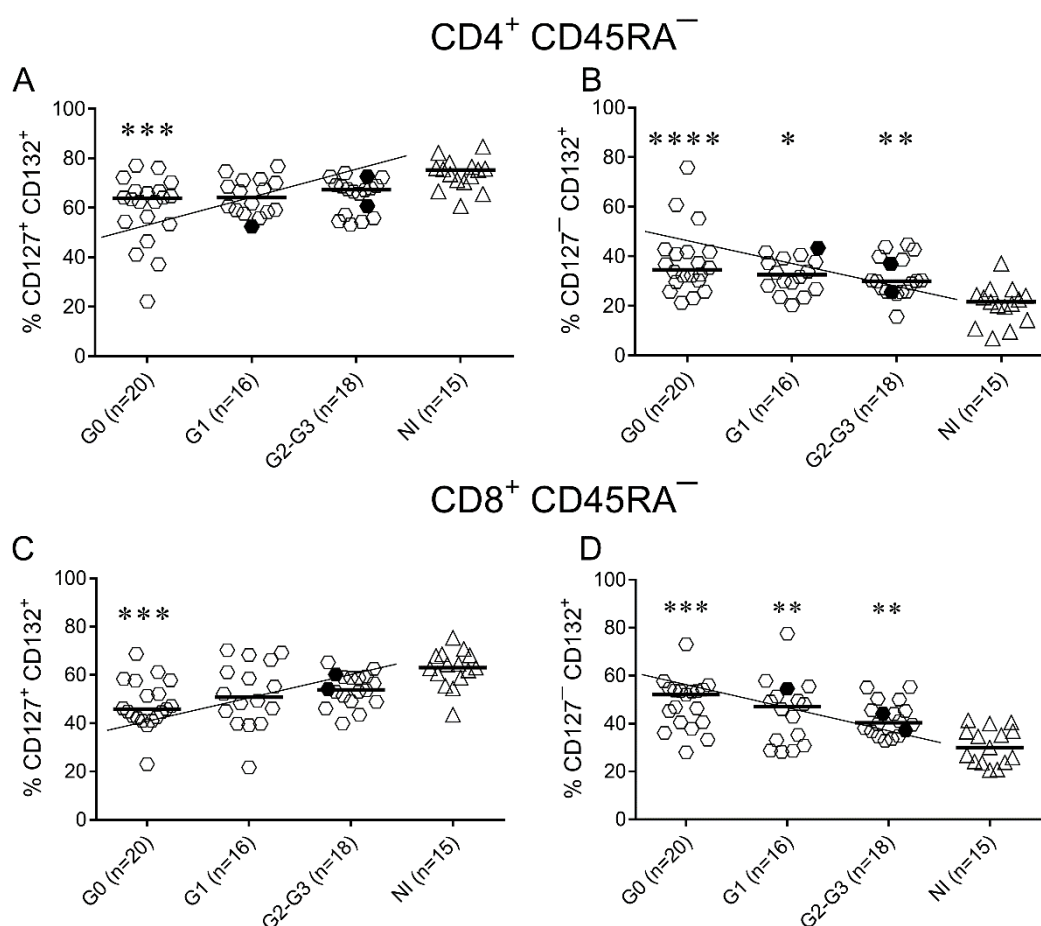 CD4⁺ CD45RA⁻
A
% CD127⁺ CD132⁺
100
80
60
40
20
0
***
G0 (n=20)
G1 (n=16)
G2-G3 (n=18)
NI (n=15)
B
% CD127⁻ CD132⁺
100
80
60
40
20
0
****
*
**
G0 (n=20)
G1 (n=16)
G2-G3 (n=18)
NI (n=15)
CD8⁺ CD45RA⁻
C
% CD127⁺ CD132⁺
100
80
60
40
20
0
***
G0 (n=20)
G1 (n=16)
G2-G3 (n=18)
NI (n=15)
D
% CD127⁻ CD132⁺
100
80
60
40
20
0
***
**
**
G0 (n=20)
G1 (n=16)
G2-G3 (n=18)
NI (n=15)